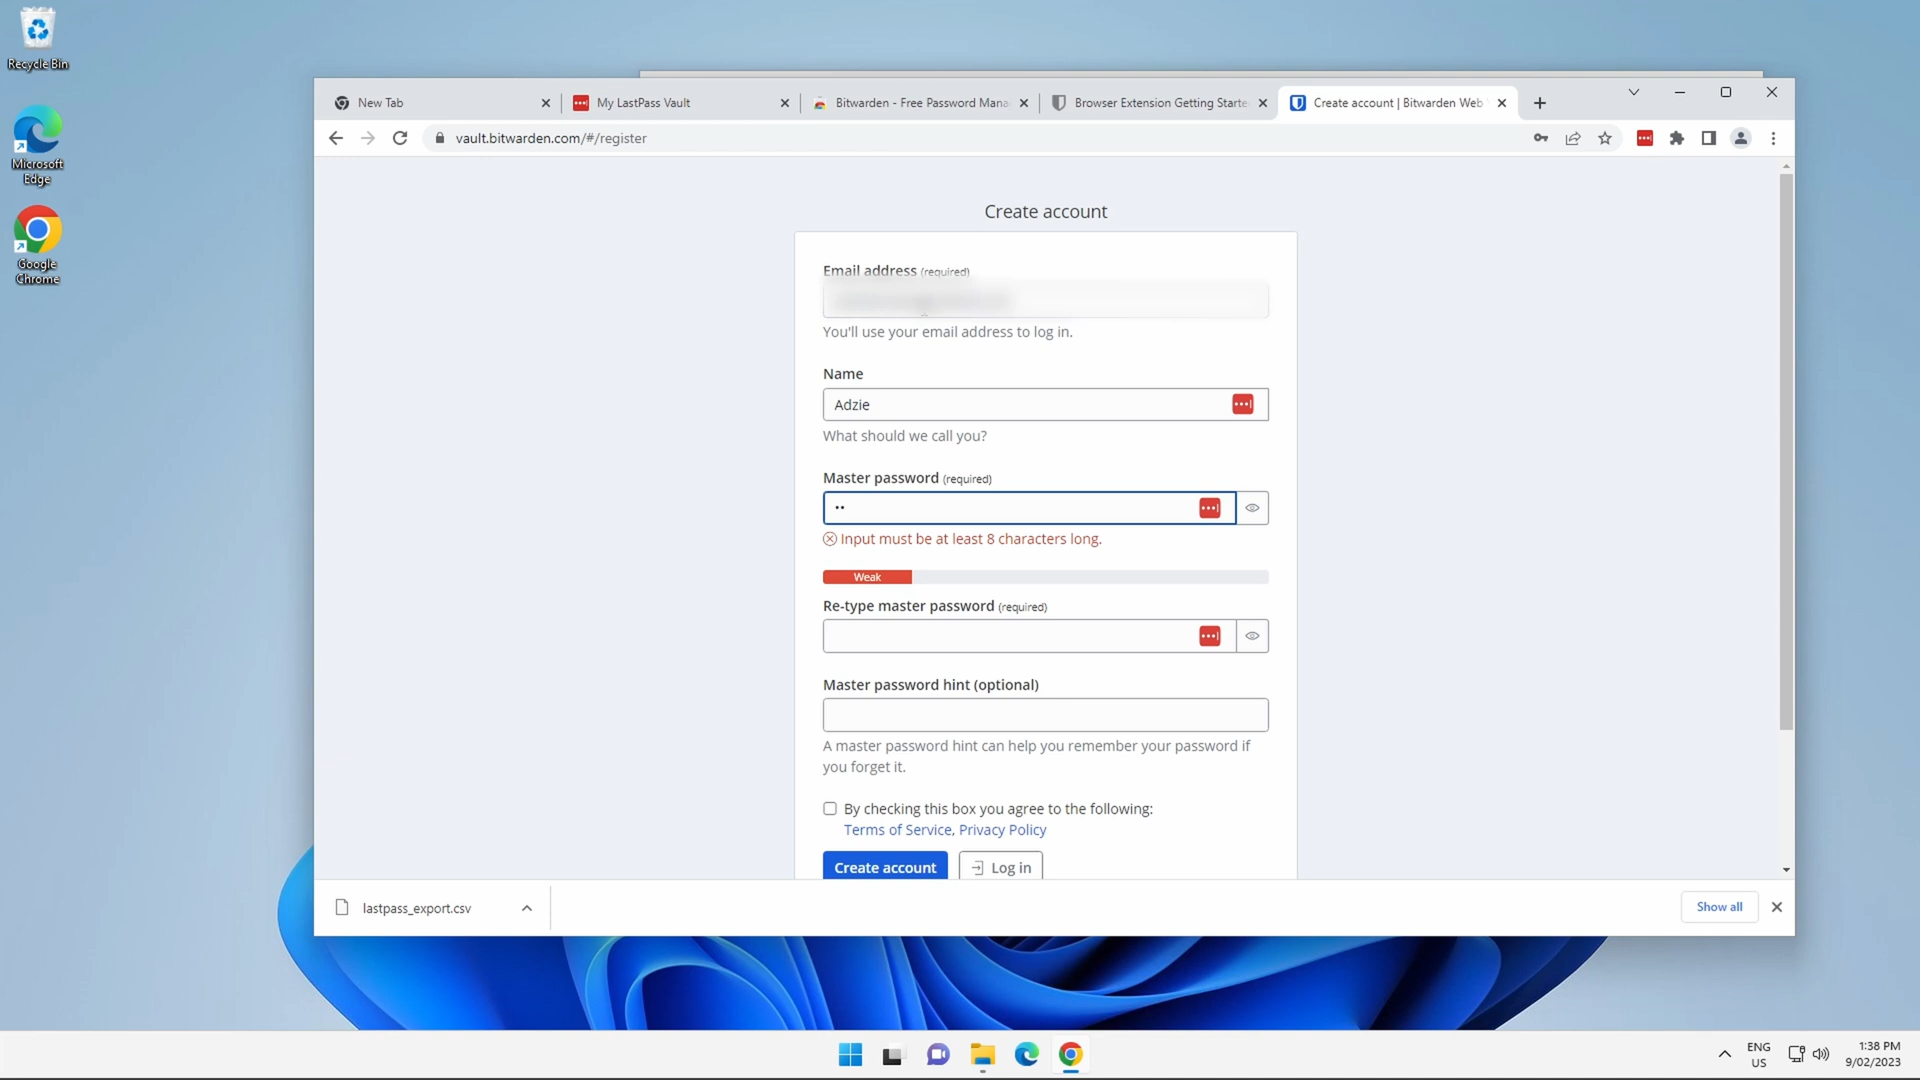 Recycle Bin
Microsoft
Edge
Google
Chrome
New Tab
My LastPass Vault
Bitwarden - Free Password Mana
Browser Extension Getting Starte
Create account | Bitwarden Web
vault.bitwarden.com/#/register
Create account
Email address (required)
You'll use your email address to log in.
Name
Adzie
What should we call you?
Master password (required)
••
Input must be at least 8 characters long.
Weak
Re-type master password (required)
Master password hint (optional)
A master password hint can help you remember your password if
you forget it.
By checking this box you agree to the following:
Terms of Service, Privacy Policy
Create account
Log in
lastpass_export.csv
Show all
ENG
US
1:38 PM
9/02/2023